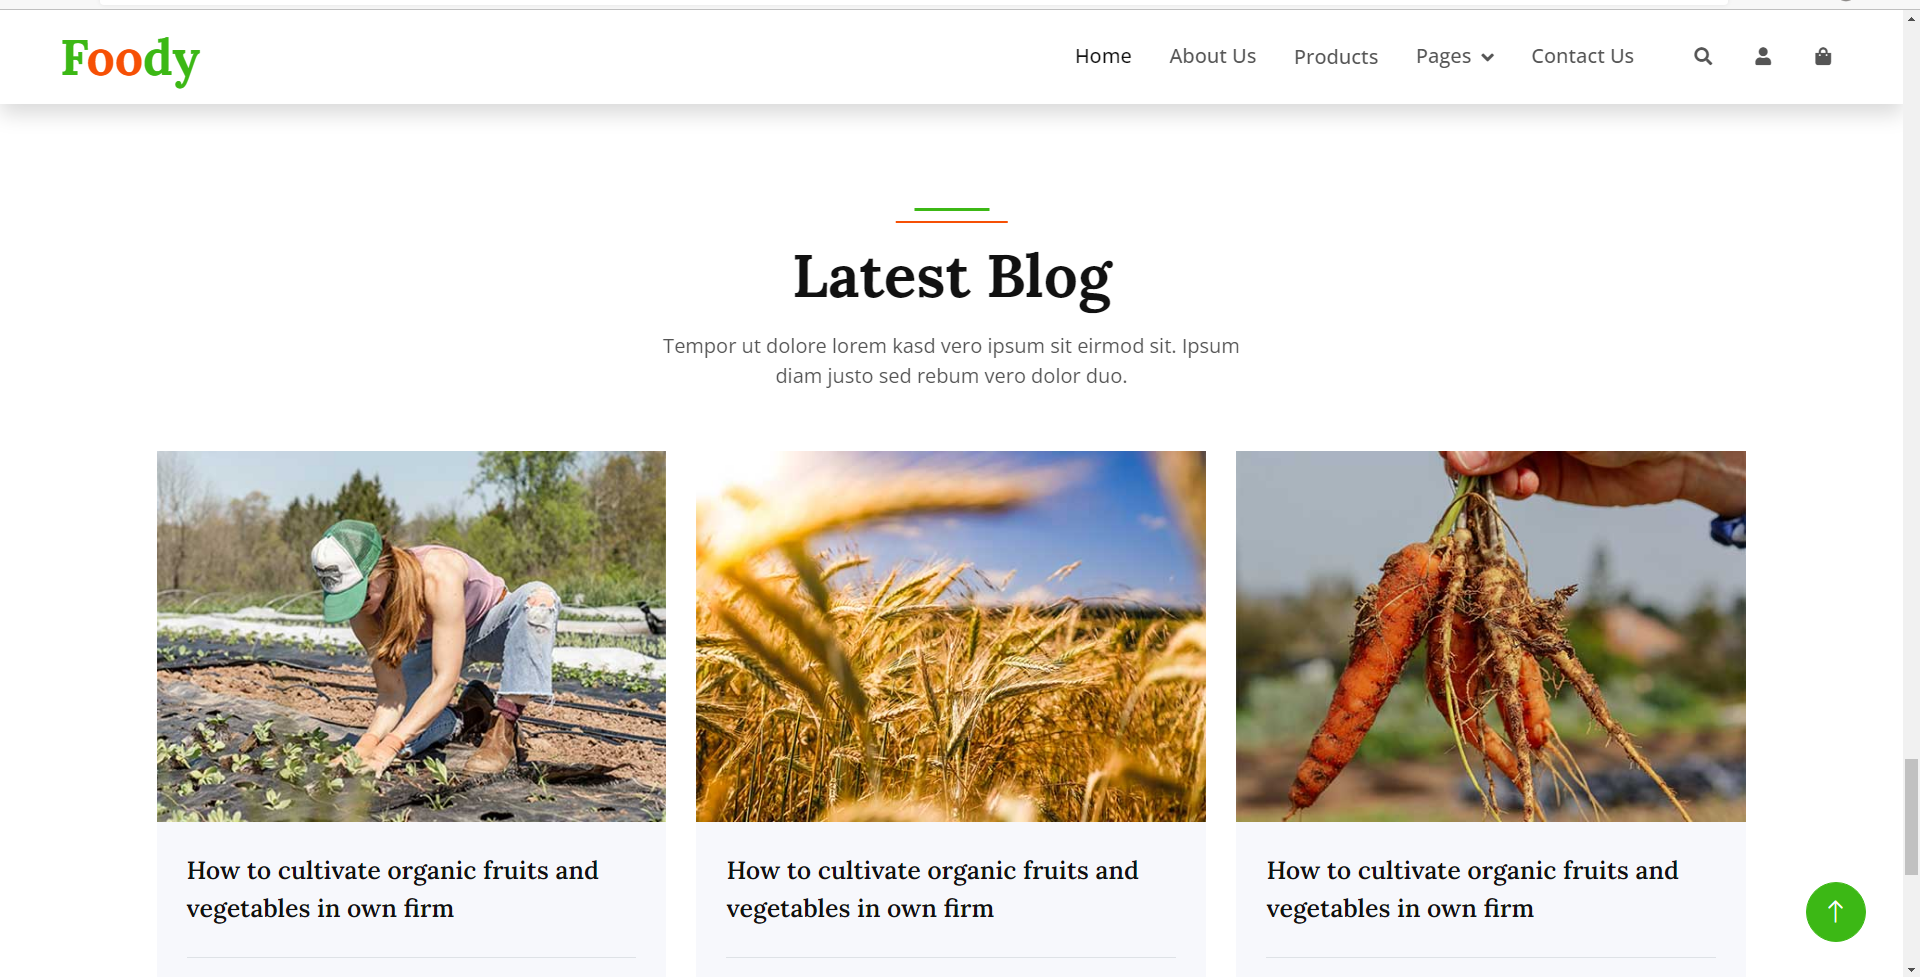 Foody
Home About Us Products Pages Contact Us
Latest Blog
Tempor ut dolore lorem kasd vero ipsum sit eirmod sit. Ipsum
diam justo sed rebum vero dolor duo.
How to cultivate organic fruits and
vegetables in own firm
How to cultivate organic fruits and
vegetables in own firm
How to cultivate organic fruits and
vegetables in own firm